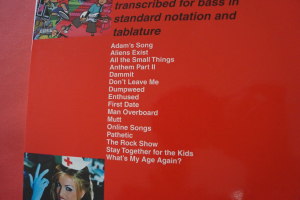 transcribed for bass in
standard notation and
tablature
Adam's Song
Aliens Exist
All the Small Things
Anthem Part II
Dammit
Don't Leave Me
Dumpweed
Enthused
First Date
Man Overboard
Mutt
Online Songs
Pathetic
The Rock Show
Stay Together for the Kids
What's My Age Again?